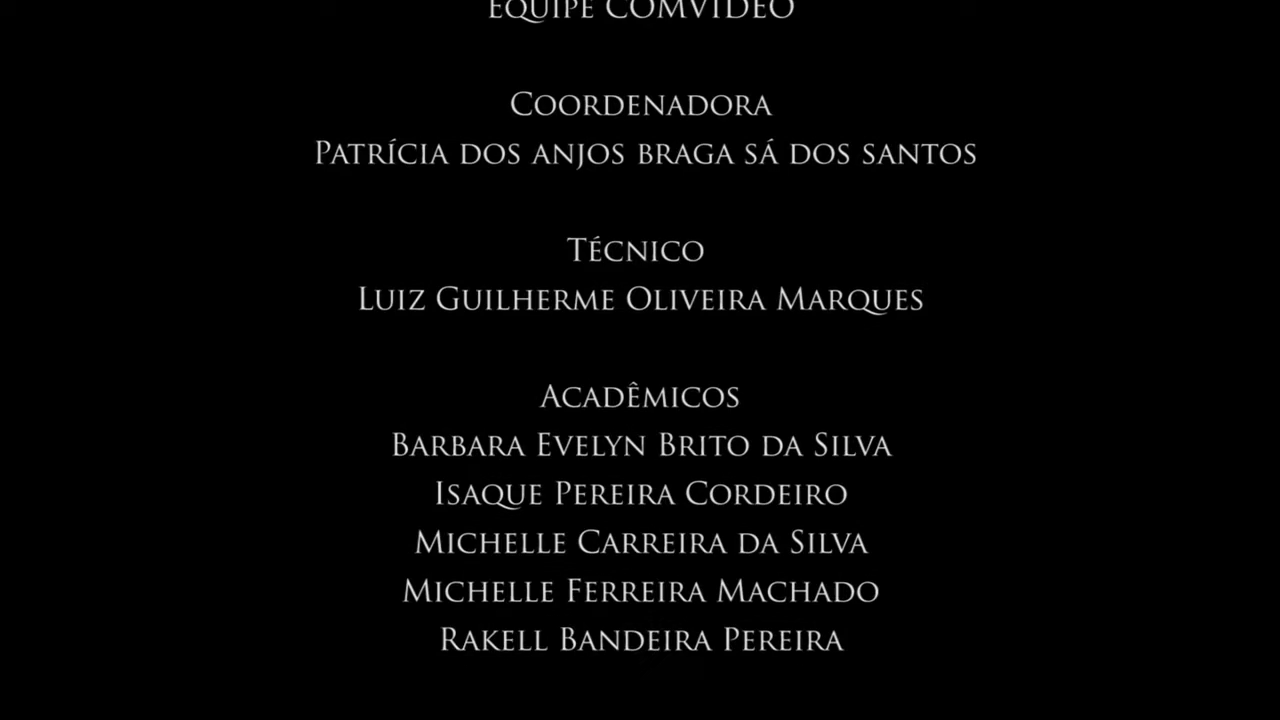 EQUIPE COMVIDEO
COORDENADORA
PATRÍCIA DOS ANJOS BRAGA SÁ DOS SANTOS
TÉCNICO
LUIZ GUILHERME OLIVEIRA MARQUES
ACADÊMICOS
BARBARA EVELYN BRITO DA SILVA
ISAQUE PEREIRA CORDEIRO
MICHELLE CARREIRA DA SILVA
MICHELLE FERREIRA MACHADO
RAKELL BANDEIRA PEREIRA